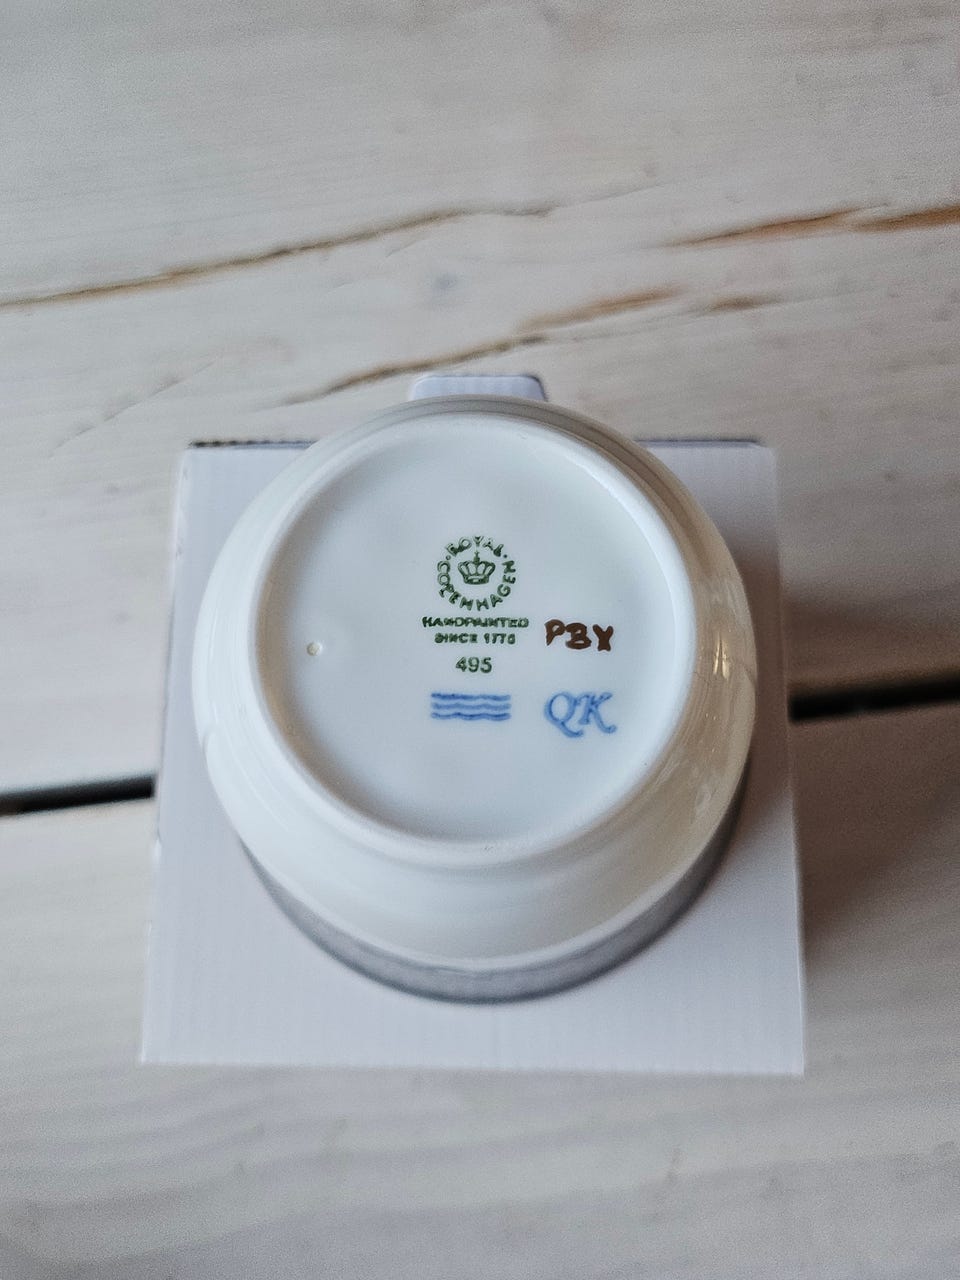 ROYAL
COPENHAGEN
HANDPAINTED
SINCE 1775
495
PBX
QK